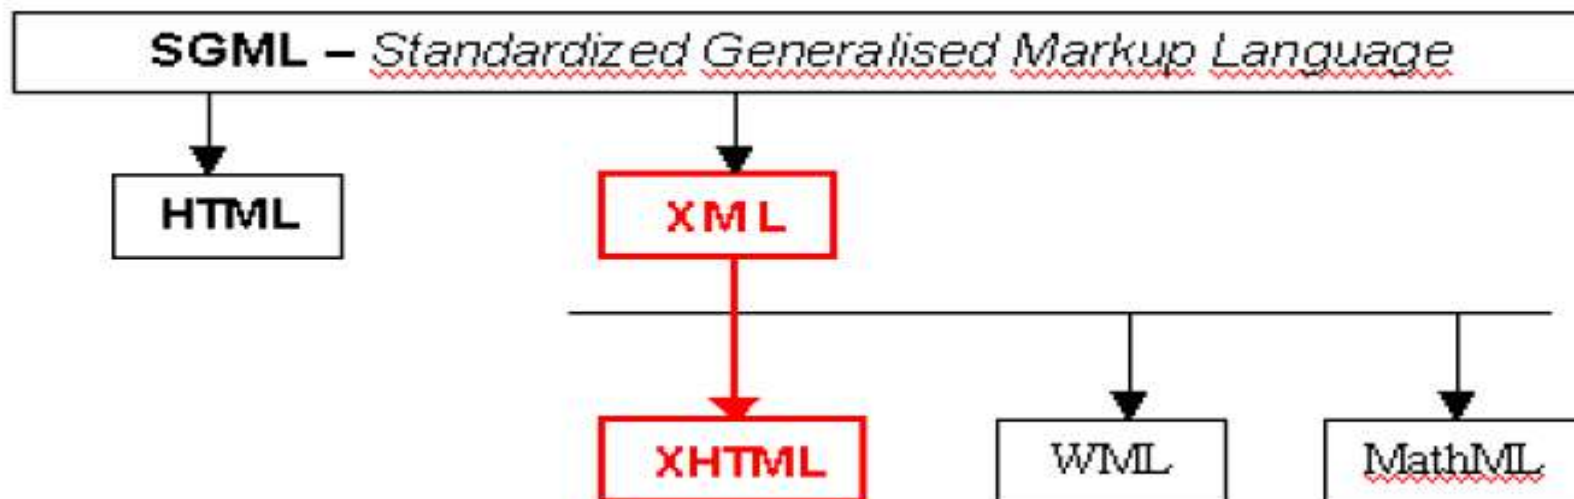 SGML – Standardized Generalised Markup Language
HTML
XML
XHTML
WML
MathML